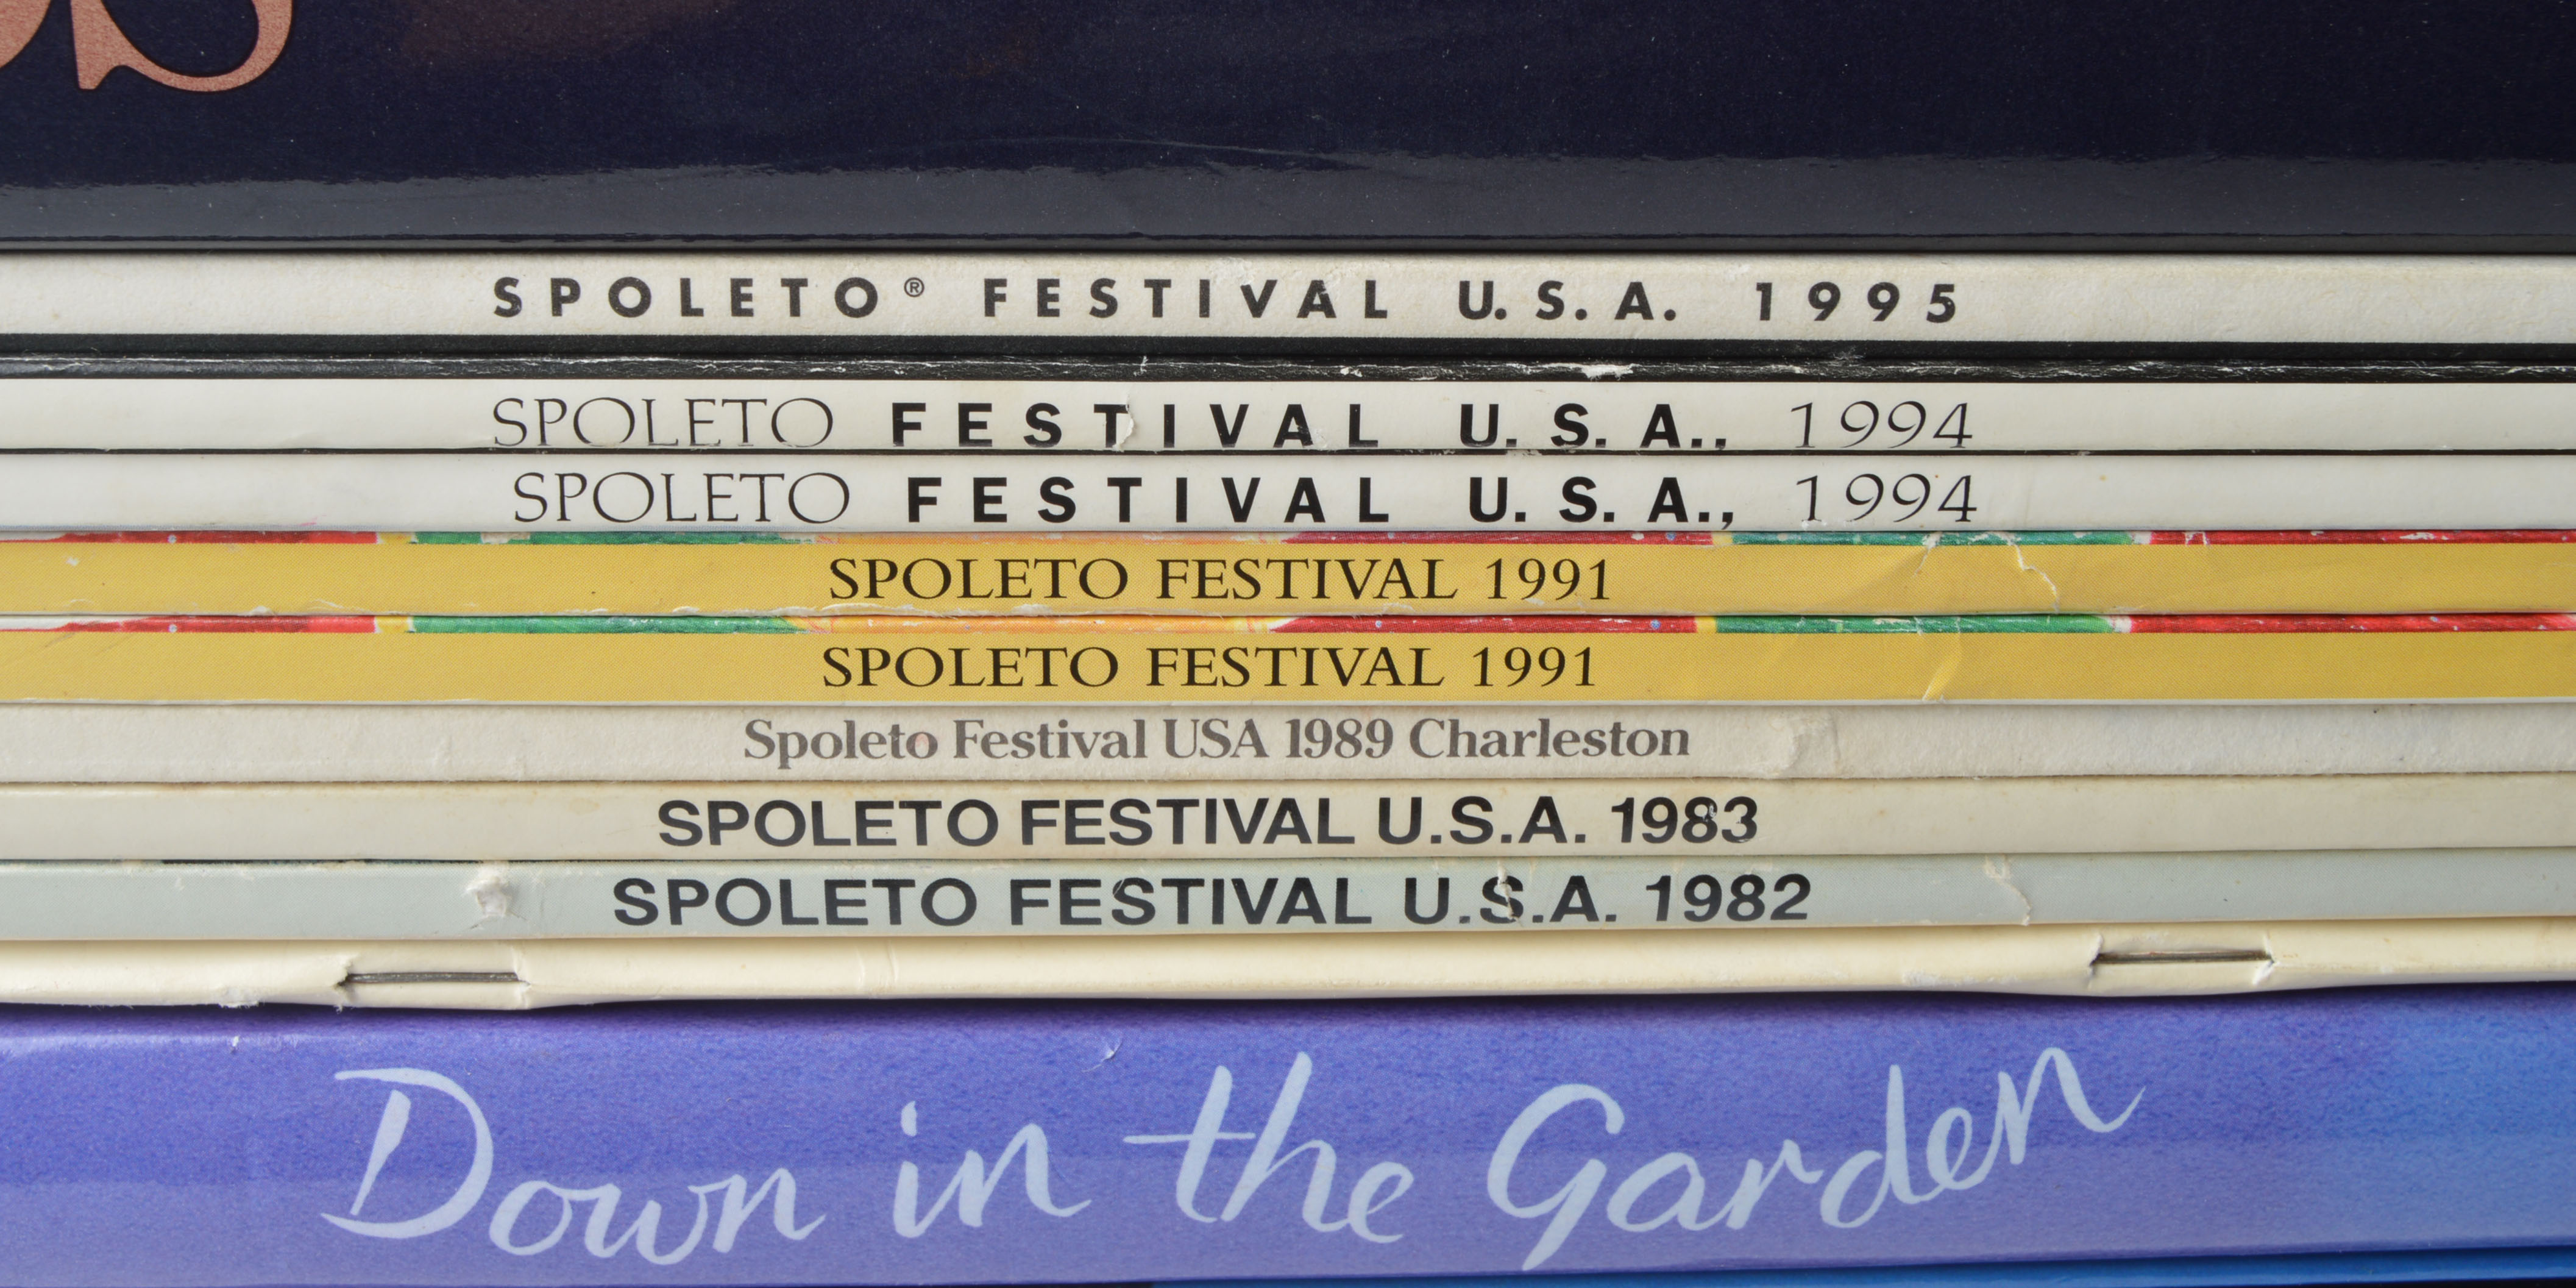 SPOLETO® FESTIVAL U.S.A. 1995
SPOLETO FESTIVAL U.S.A., 1994
SPOLETO FESTIVAL U.S.A., 1994
SPOLETO FESTIVAL 1991
SPOLETO FESTIVAL 1991
Spoleto Festival USA 1989 Charleston
SPOLETO FESTIVAL U.S.A. 1983
SPOLETO FESTIVAL U.S.A. 1982
Down in the Garden